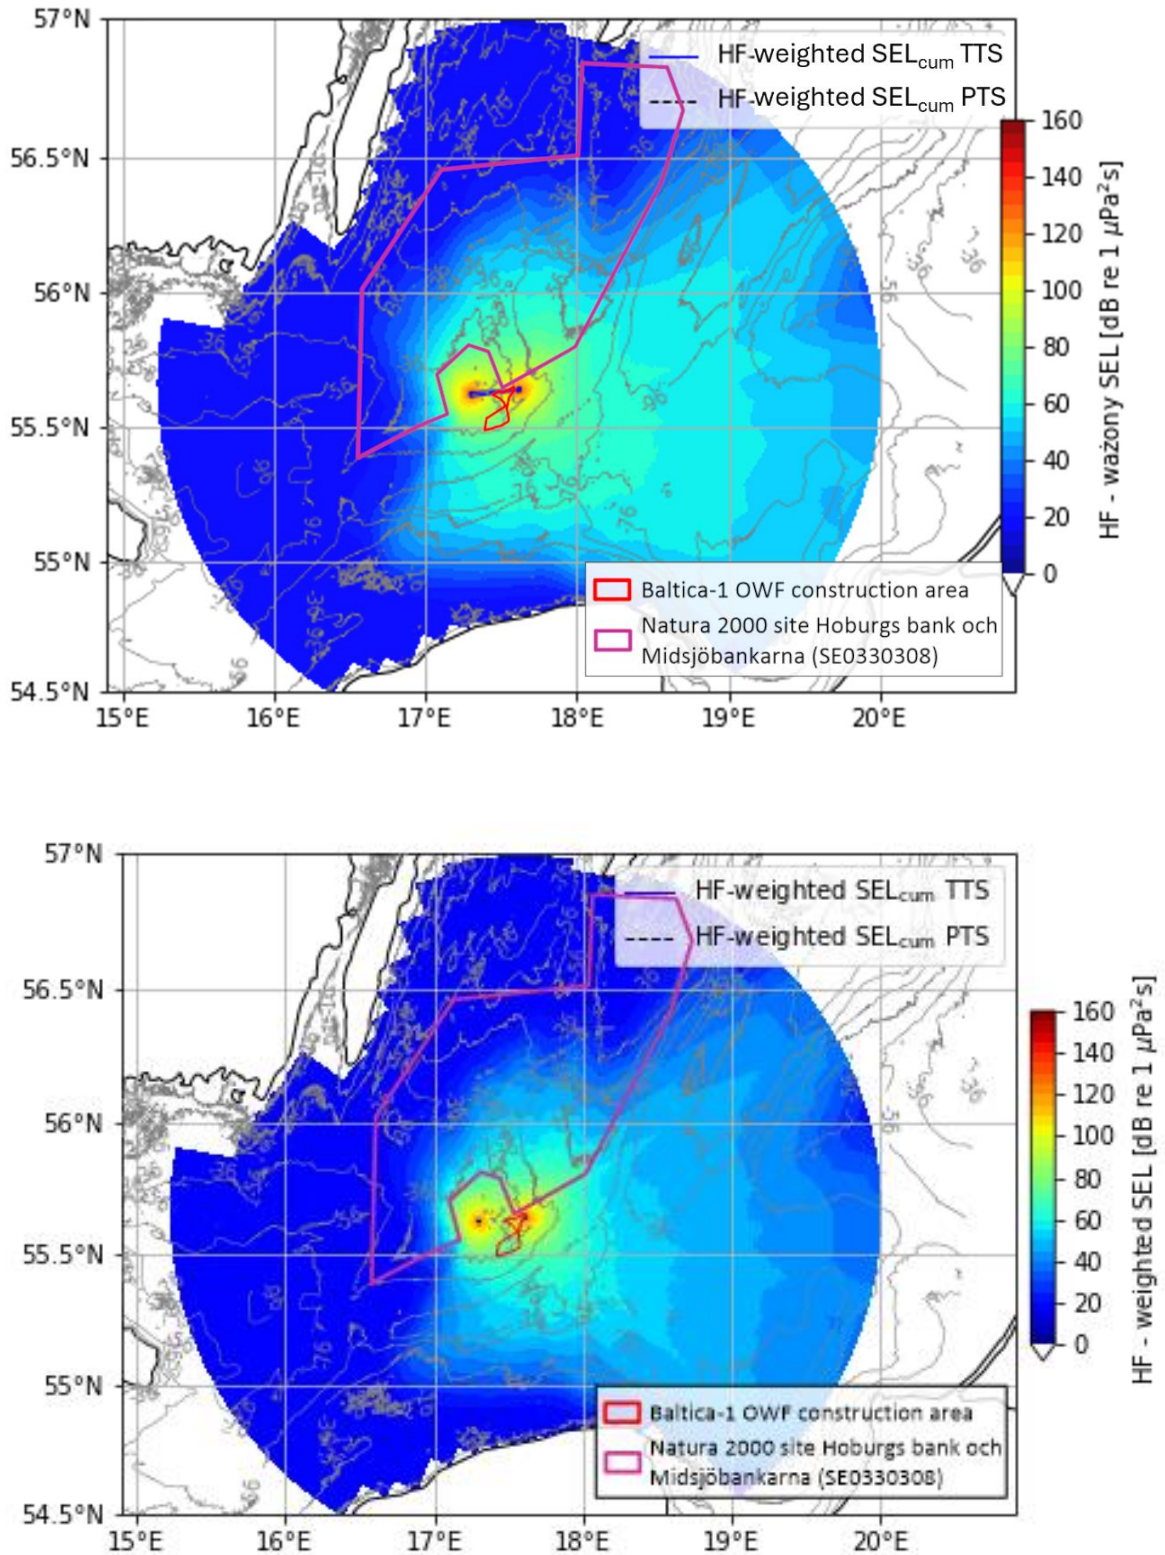 57°N
HF-weighted SELcum TTS
HF-weighted SELcum PTS
160
56.5°N
140
120
56°N
100
80
55.5°N
60
40
20
55°N
0
HF - ważony SEL [dB re 1 µPa²s]
Baltica-1 OWF construction area
Natura 2000 site Hoburgs bank och
Midsjöbankarna (SE0330308)
54.5°N
15°E 16°E 17°E 18°E 19°E 20°E
57°N
HF-weighted SELcum TTS
HF-weighted SELcum PTS
56.5°N
160
140
120
56°N
100
80
60
55.5°N
40
20
0
HF - weighted SEL [dB re 1 µPa²s]
55°N
Baltica-1 OWF construction area
Natura 2000 site Hoburgs bank och
Midsjöbankarna (SE0330308)
54.5°N
15°E 16°E 17°E 18°E 19°E 20°E